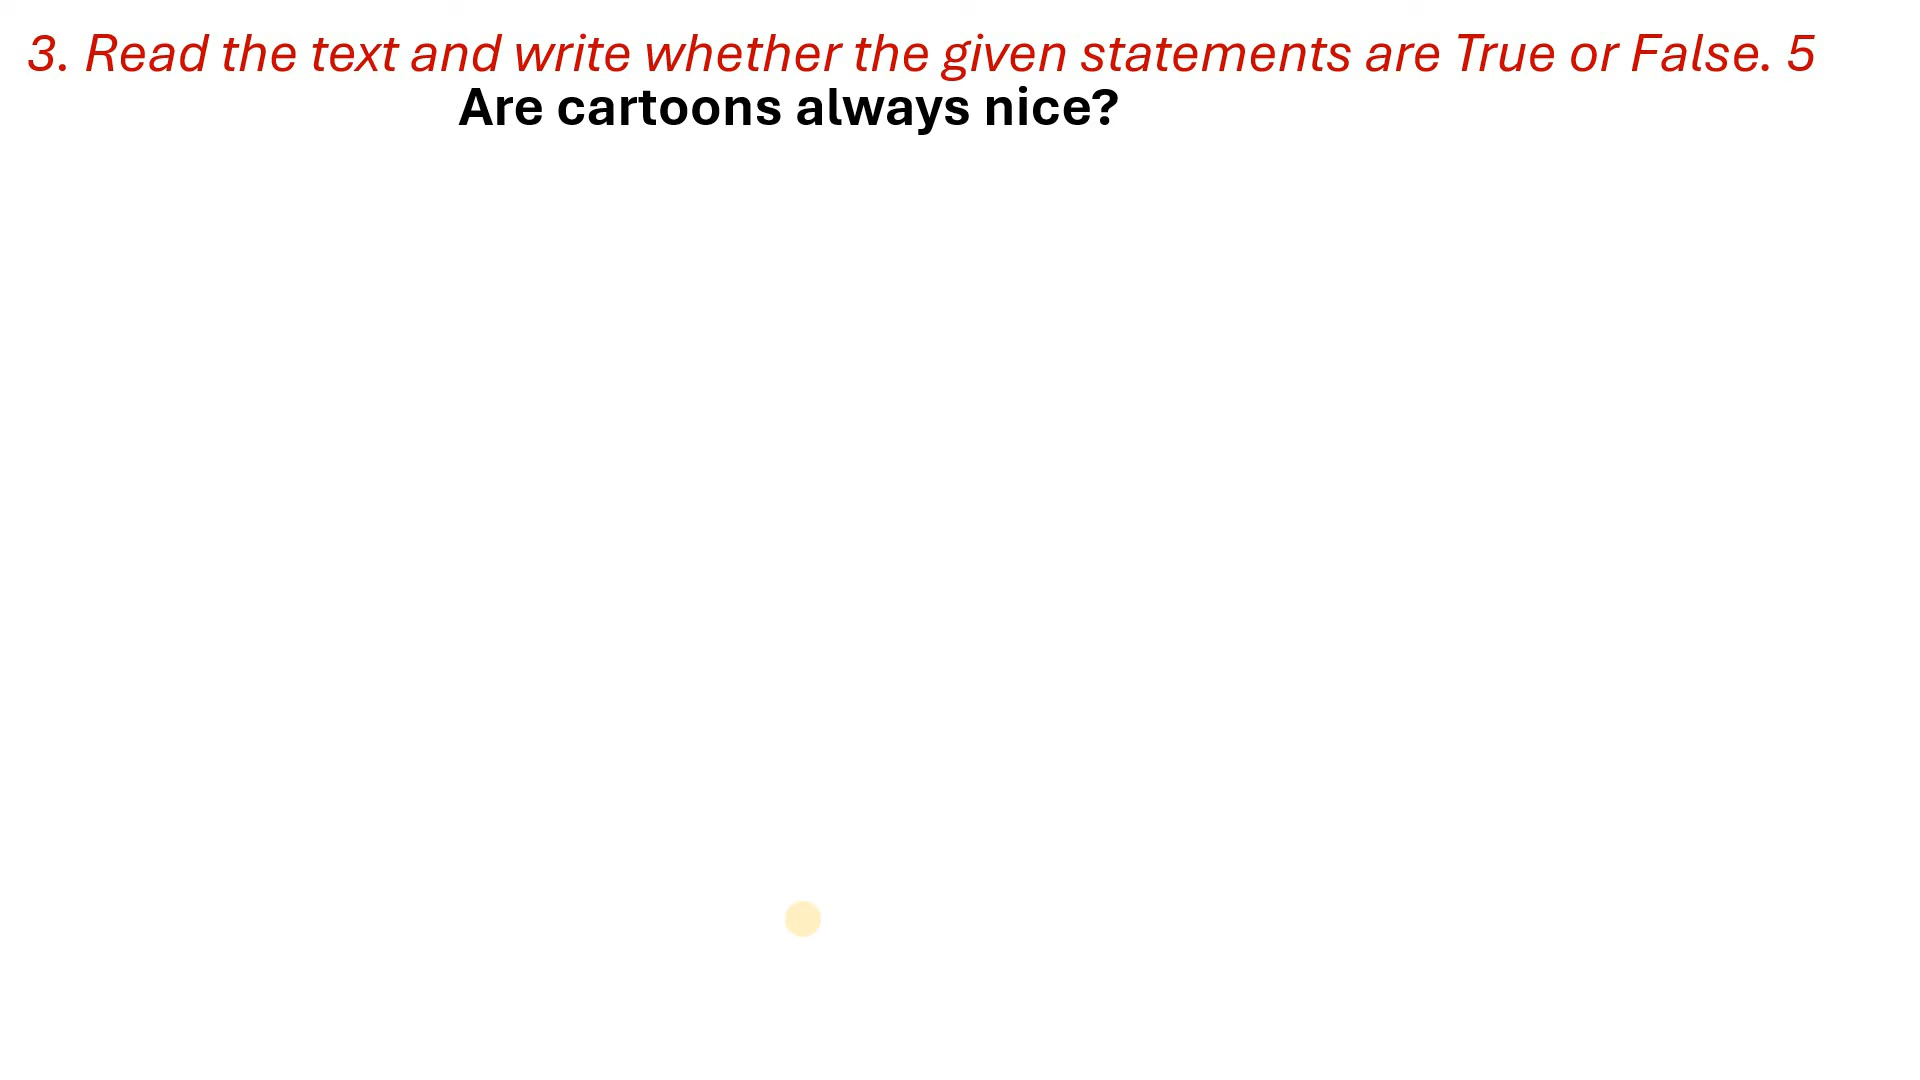 3. Read the text and write whether the given statements are True or False. 5
Are cartoons always nice?